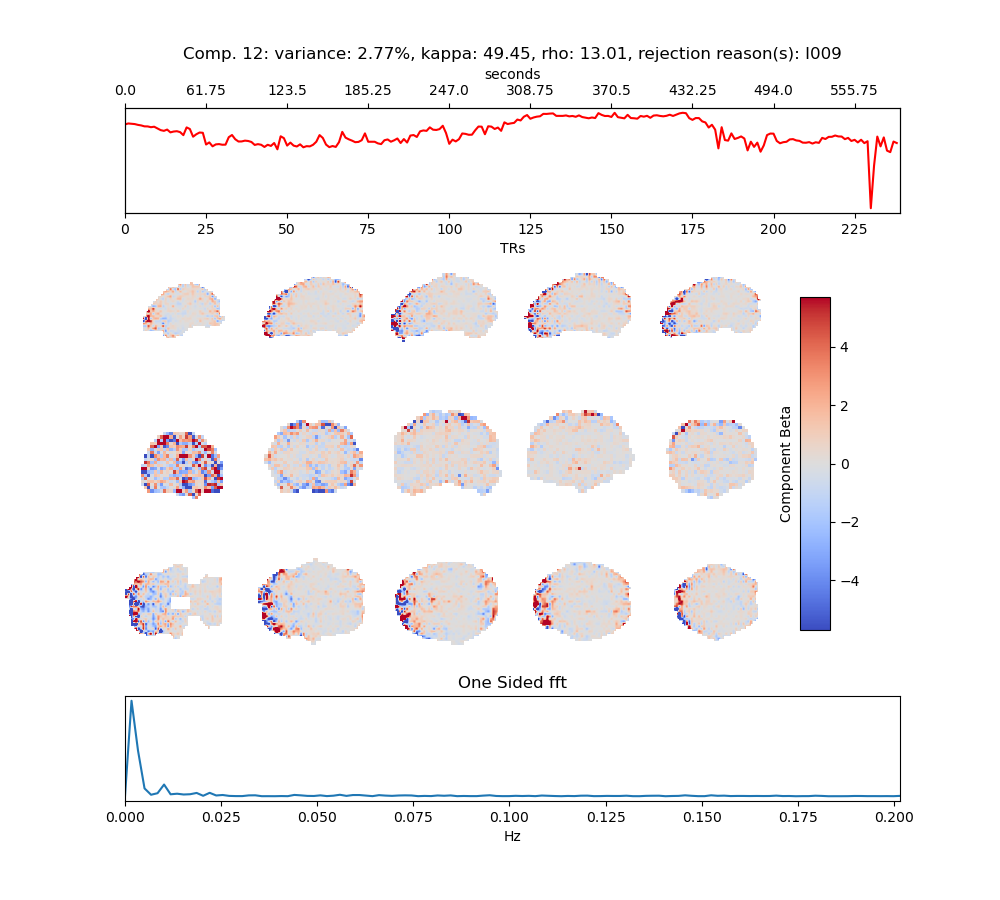 Comp. 12: variance: 2.77%, kappa: 49.45, rho: 13.01, rejection reason(s): I009
seconds
0.0 61.75 123.5 185.25 247.0 308.75 370.5 432.25 494.0 555.75
0 25 50 75 100 125 150 175 200 225
TRs
4
2
0
−2
−4
Component Beta
One Sided fft
0.000 0.025 0.050 0.075 0.100 0.125 0.150 0.175 0.200
Hz